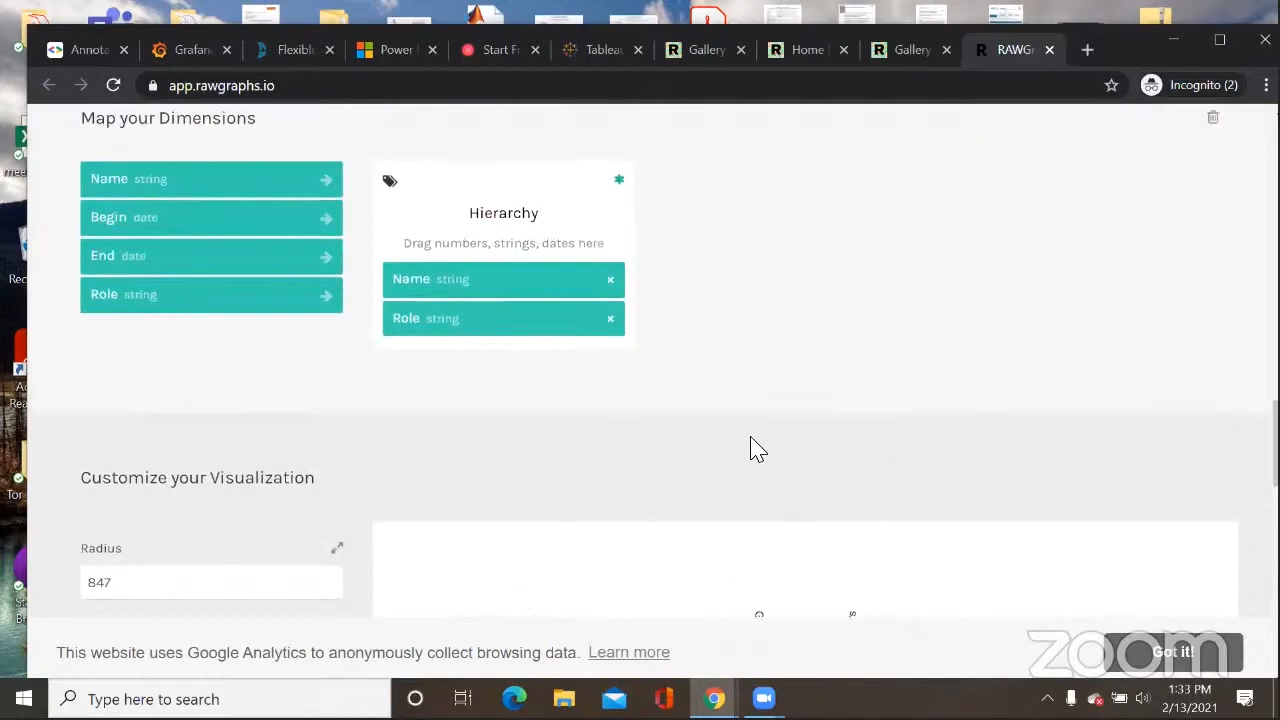 Annota
Grafan
Flexible
Power
Start Fr
Tableau
Gallery
Home
Gallery
RAWGr
app.rawgraphs.io
Incognito (2)
Map your Dimensions
Name string
Begin date
End date
Role string
Hierarchy
Drag numbers, strings, dates here
Name string
Role string
Customize your Visualization
Radius
847
This website uses Google Analytics to anonymously collect browsing data. Learn more
Got it!
zoom
Type here to search
1:33 PM
2/13/2021